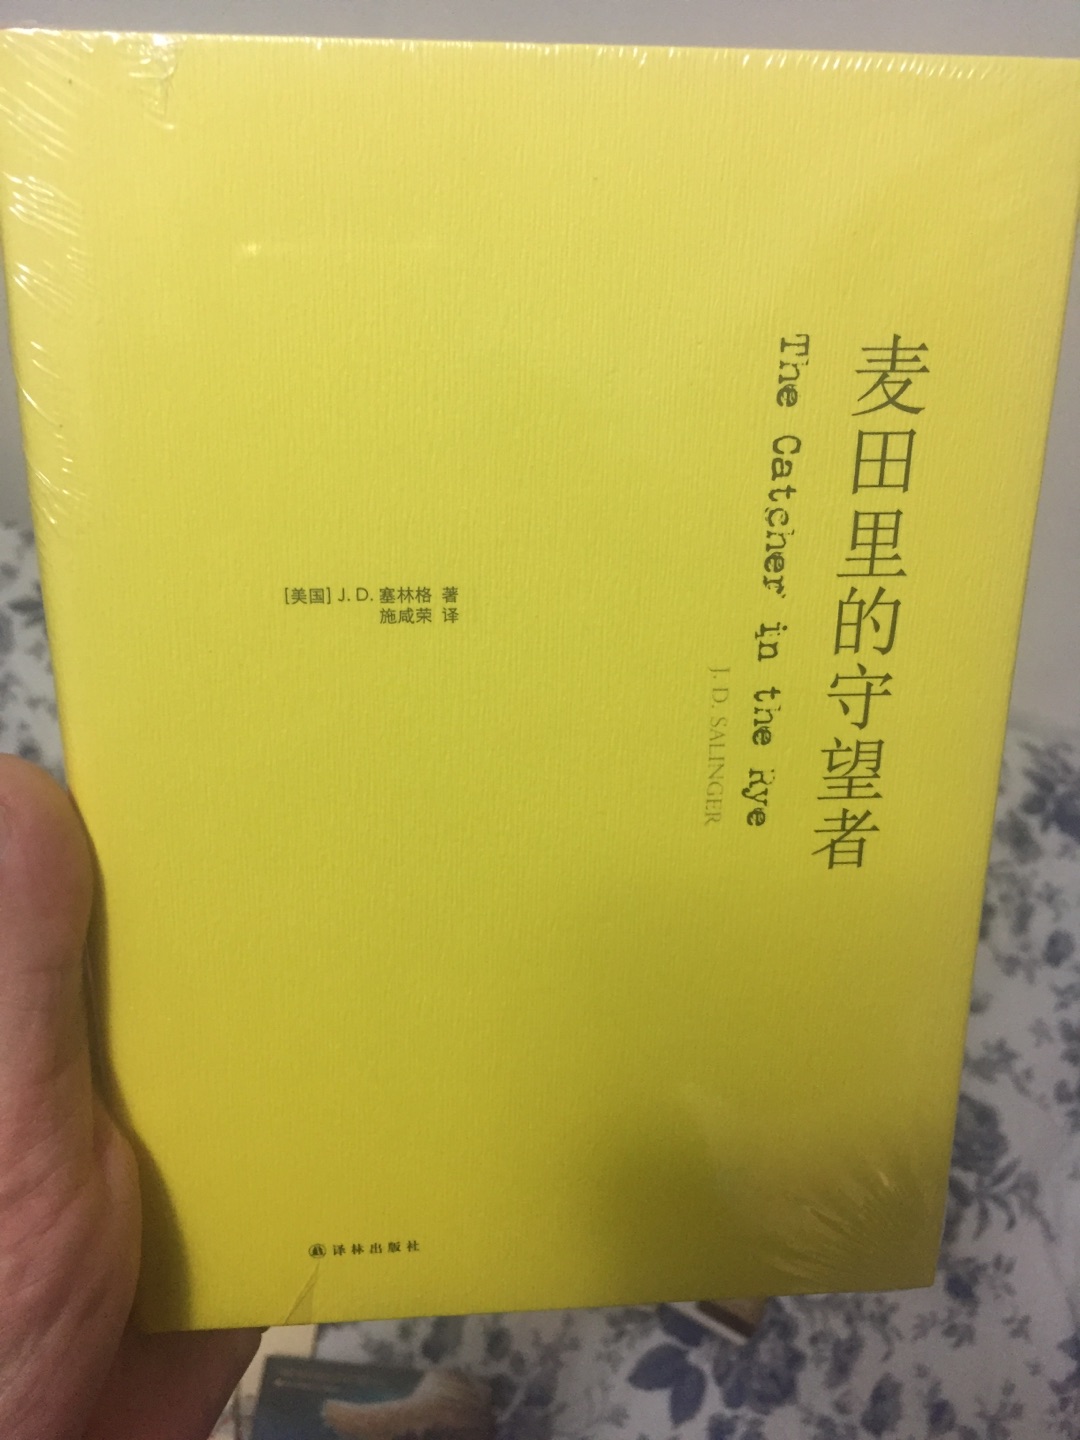 麦田里的守望者
The Catcher in the Rye
J. D. SALINGER
[美国] J. D. 塞林格 著
施咸荣 译
译林出版社